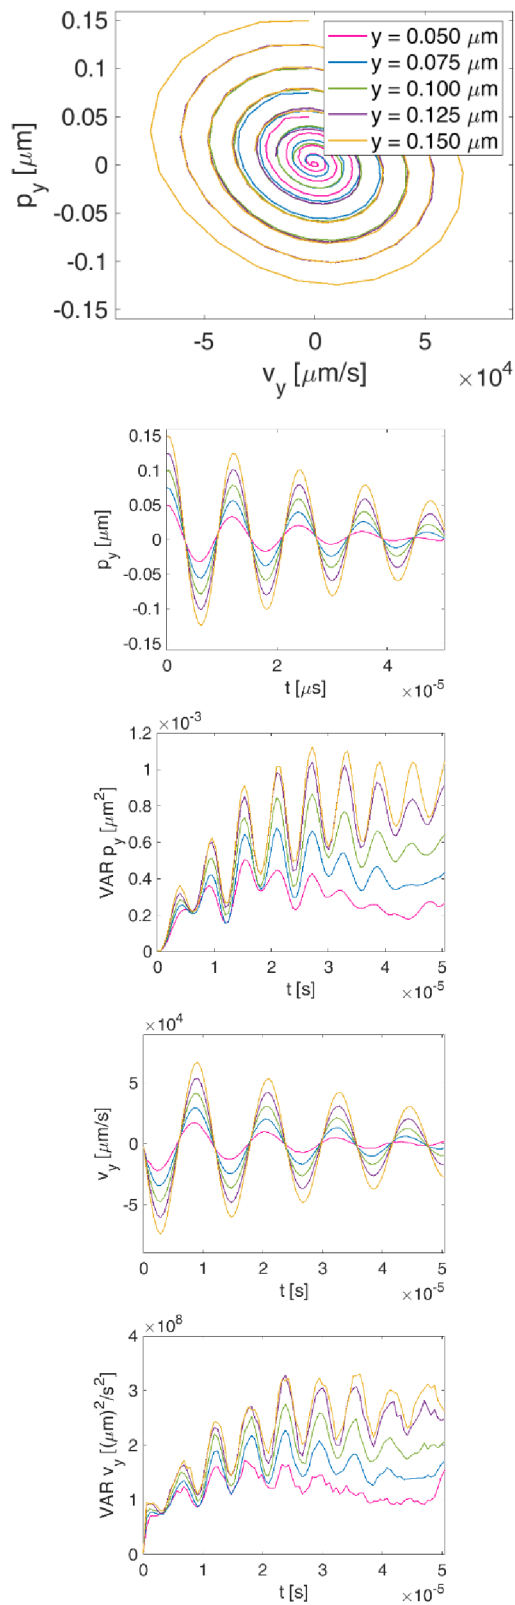 0.15
0.1
0.05
0
-0.05
-0.1
-0.15
p_y [μm]
y = 0.050 μm
y = 0.075 μm
y = 0.100 μm
y = 0.125 μm
y = 0.150 μm
-5 0 5
v_y [μm/s] ×10^4
0.15
0.1
0.05
0
-0.05
-0.1
-0.15
p_y [μm]
0 2 4
t [μs] ×10^-5
×10^-3
1.2
1
0.8
0.6
0.4
0.2
0
VAR p_y [μm^2]
0 1 2 3 4 5
t [s] ×10^-5
×10^4
5
0
-5
v_y [μm/s]
0 1 2 3 4 5
t [s] ×10^-5
×10^8
4
3
2
1
0
VAR v_y [(μm)^2/s^2]
0 1 2 3 4 5
t [s] ×10^-5